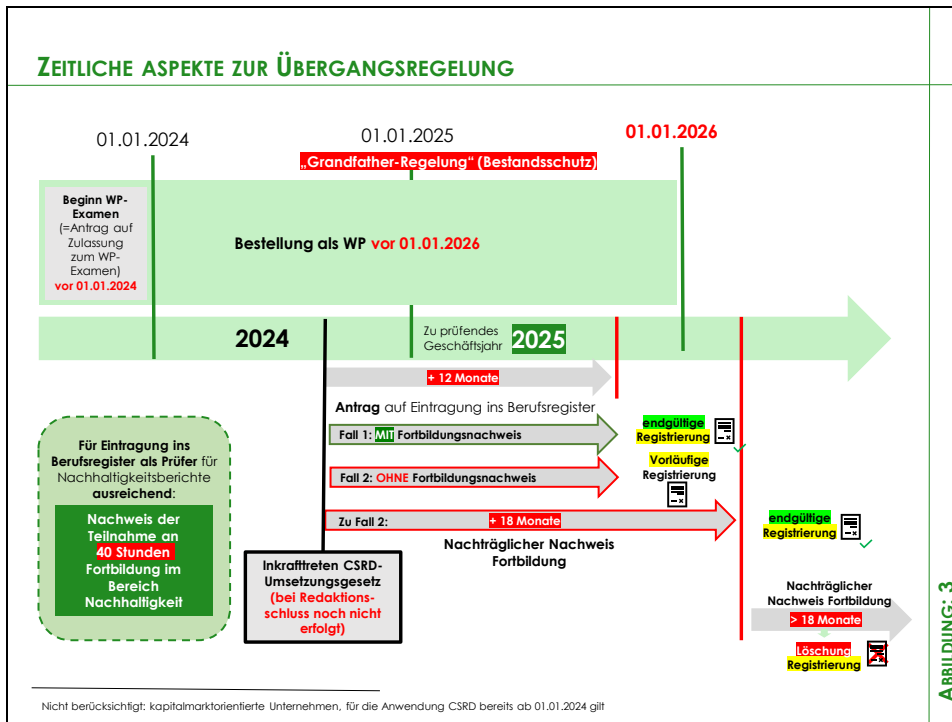 ZEITLICHE ASPEKTE ZUR ÜBERGANGSREGELUNG
01.01.2024
01.01.2025
01.01.2026
„Grandfather-Regelung“ (Bestandsschutz)
Beginn WP-
Examen
(=Antrag auf
Zulassung
zum WP-
Examen)
vor 01.01.2024
Bestellung als WP vor 01.01.2026
2024
Zu prüfendes
Geschäftsjahr
2025
+ 12 Monate
Antrag auf Eintragung ins Berufsregister
Fall 1: MIT Fortbildungsnachweis
endgültige
Registrierung
Fall 2: OHNE Fortbildungsnachweis
Vorläufige
Registrierung
Zu Fall 2:
+ 18 Monate
Nachträglicher Nachweis
Fortbildung
endgültige
Registrierung
Für Eintragung ins
Berufsregister als Prüfer für
Nachhaltigkeitsberichte
ausreichend:
Nachweis der
Teilnahme an
40 Stunden
Fortbildung im
Bereich
Nachhaltigkeit
Inkrafttreten CSRD-
Umsetzungsgesetz
(bei Redaktions-
schluss noch nicht
erfolgt)
Nachträglicher
Nachweis Fortbildung
> 18 Monate
Löschung
Registrierung
Nicht berücksichtigt: kapitalmarktorientierte Unternehmen, für die Anwendung CSRD bereits ab 01.01.2024 gilt
ABBILDUNG: 3